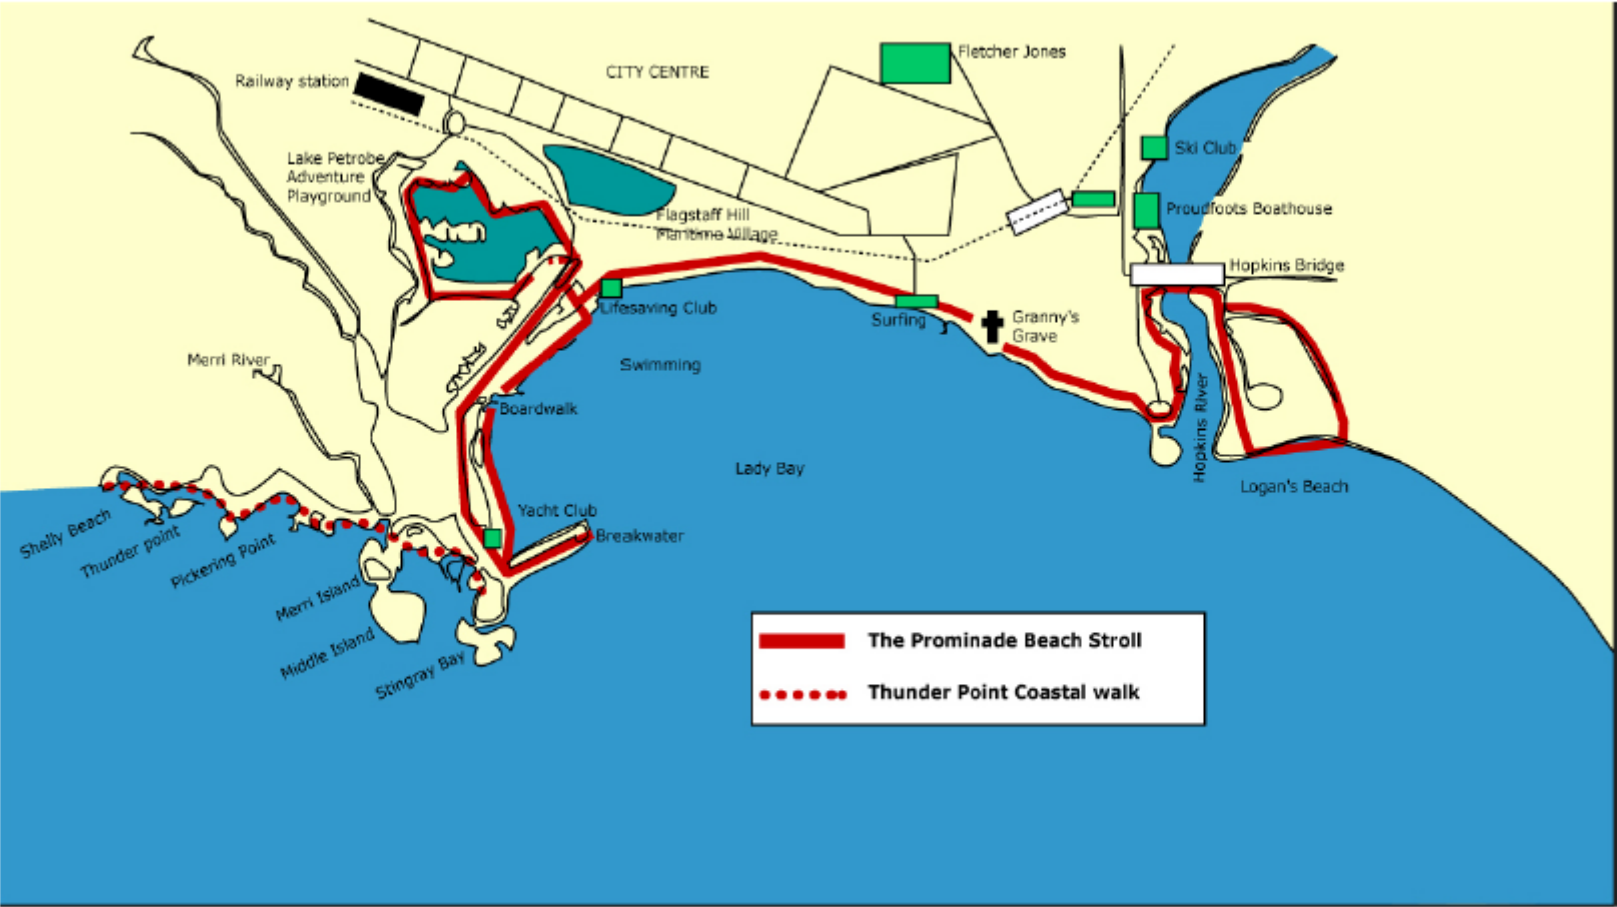 Fletcher Jones
CITY CENTRE
Railway station
Ski Club
Lake Petrobe
Adventure
Playground
Proudfoots Boathouse
Flagstaff Hill
Maritimo Village
Hopkins Bridge
Lifesaving Club
Surfing
Granny's
Grave
Merri River
Swimming
Boardwalk
Hopkins River
Lady Bay
Logan's Beach
Yacht Club
Breakwater
Shelly Beach
Thunder point
Pickering Point
Merri Island
Middle Island
Stingray Bay
The Prominade Beach Stroll
Thunder Point Coastal walk